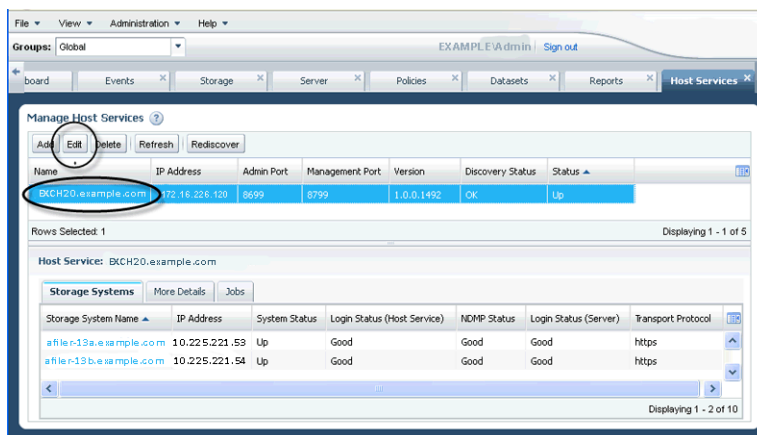 File View Administration Help
Groups: Global EXAMPLE\Admin Sign out
board Events Storage Server Policies Datasets Reports Host Services
Manage Host Services ?
Add Edit Delete Refresh Rediscover
Name IP Address Admin Port Management Port Version Discovery Status Status
EXCH20.example.com 172.16.226.120 8699 8799 1.0.0.1492 OK Up
Rows Selected: 1 Displaying 1 - 1 of 5
Host Service: EXCH20.example.com
Storage Systems More Details Jobs
Storage System Name IP Address System Status Login Status (Host Service) NDMP Status Login Status (Server) Transport Protocol
afiler-13a.example.com 10.225.221.53 Up Good Good Good https
afiler-13b.example.com 10.225.221.54 Up Good Good Good https
Displaying 1 - 2 of 10